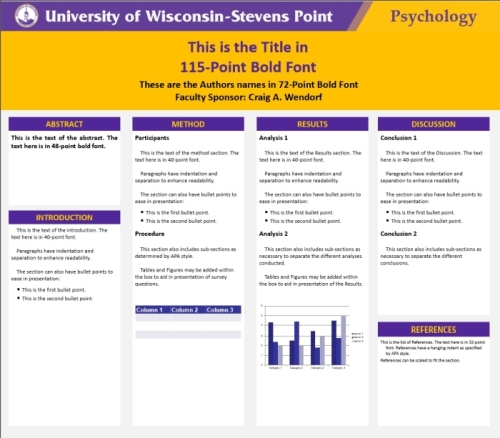 University of Wisconsin-Stevens Point
Psychology
This is the Title in
115-Point Bold Font
These are the Authors names in 72-Point Bold Font
Faculty Sponsor: Craig A. Wendorf
ABSTRACT
This is the text of the abstract. The
text here is in 48-point bold font.
INTRODUCTION
This is the text of the introduction. The
text here is in 40-point font.
Paragraphs have indentation and
separation to enhance readability.
The section can also have bullet points to
ease in presentation:
▪ This is the first bullet point.
▪ This is the second bullet point.
METHOD
Participants
This is the text of the method section. The
text here is in 40-point font.
Paragraphs have indentation and
separation to enhance readability.
The section can also have bullet points to
ease in presentation:
▪ This is the first bullet point.
▪ This is the second bullet point.
Procedure
This section also includes sub-sections as
determined by APA style.
Tables and Figures may be added within
the box to aid in presentation of survey
questions.
Column 1 Column 2 Column 3
RESULTS
Analysis 1
This is the text of the Results section. The
text here is in 40-point font.
Paragraphs have indentation and
separation to enhance readability.
The section can also have bullet points to
ease in presentation:
▪ This is the first bullet point.
▪ This is the second bullet point.
Analysis 2
This section also includes sub-sections as
necessary to separate the different analyses
conducted.
Tables and Figures may be added within
the box to aid in presentation of the Results.
DISCUSSION
Conclusion 1
This is the text of the Discussion. The text
here is in 40-point font.
Paragraphs have indentation and
separation to enhance readability.
The section can also have bullet points to
ease in presentation:
▪ This is the first bullet point.
▪ This is the second bullet point.
Conclusion 2
This section also includes sub-sections as
necessary to separate the different
conclusions.
REFERENCES
This is the list of References. The text here is in 32-point
font. References have a hanging indent as specified
by APA style.
References can be scaled to fit the section.